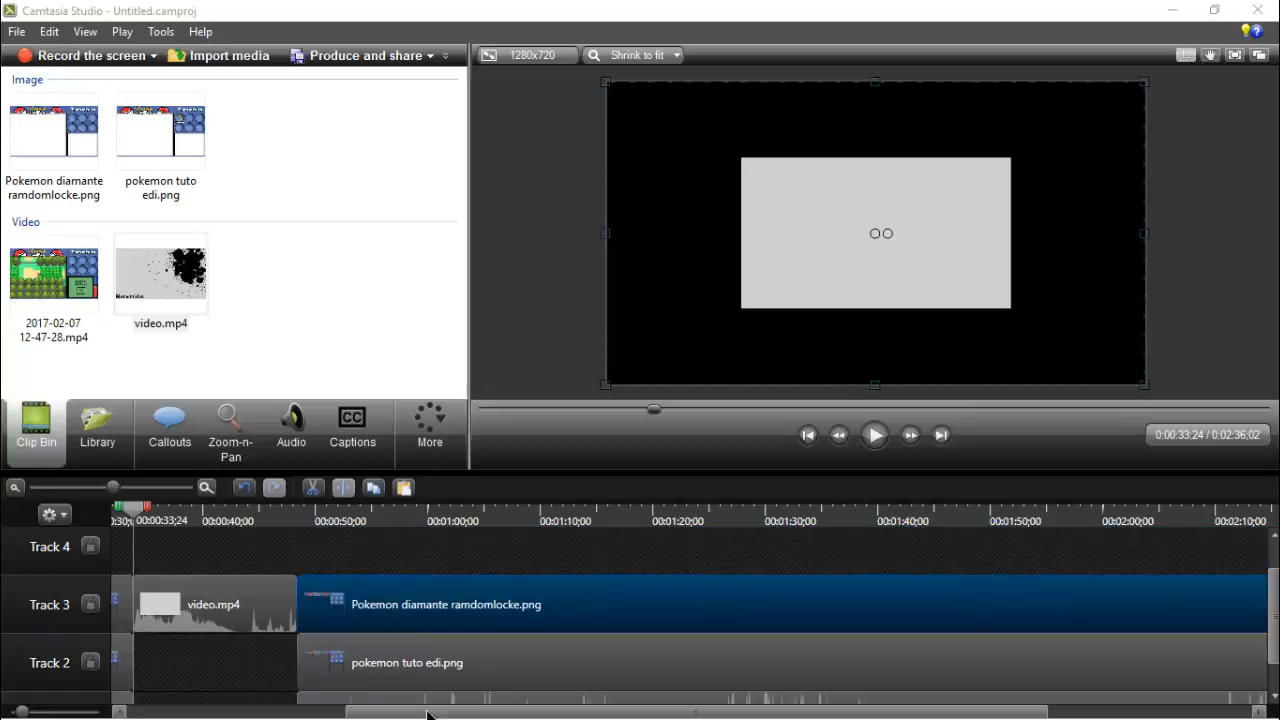 Camtasia Studio - Untitled.camproj
File Edit View Play Tools Help
Record the screen Import media Produce and share
1280x720 Shrink to fit
Image
Pokemon diamante ramdomlocke.png
pokemon tuto edi.png
Video
2017-02-07 12-47-28.mp4
video.mp4
Clip Bin Library Callouts Zoom-n-Pan Audio CC Captions More
0:00:33;24 / 0:02:36;02
00:00:33;24 00:00:40;00 00:00:50;00 00:01:00;00 00:01:10;00 00:01:20;00 00:01:30;00 00:01:40;00 00:01:50;00 00:02:00;00 00:02:10;00
Track 4
Track 3 video.mp4 Pokemon diamante ramdomlocke.png
Track 2 pokemon tuto edi.png